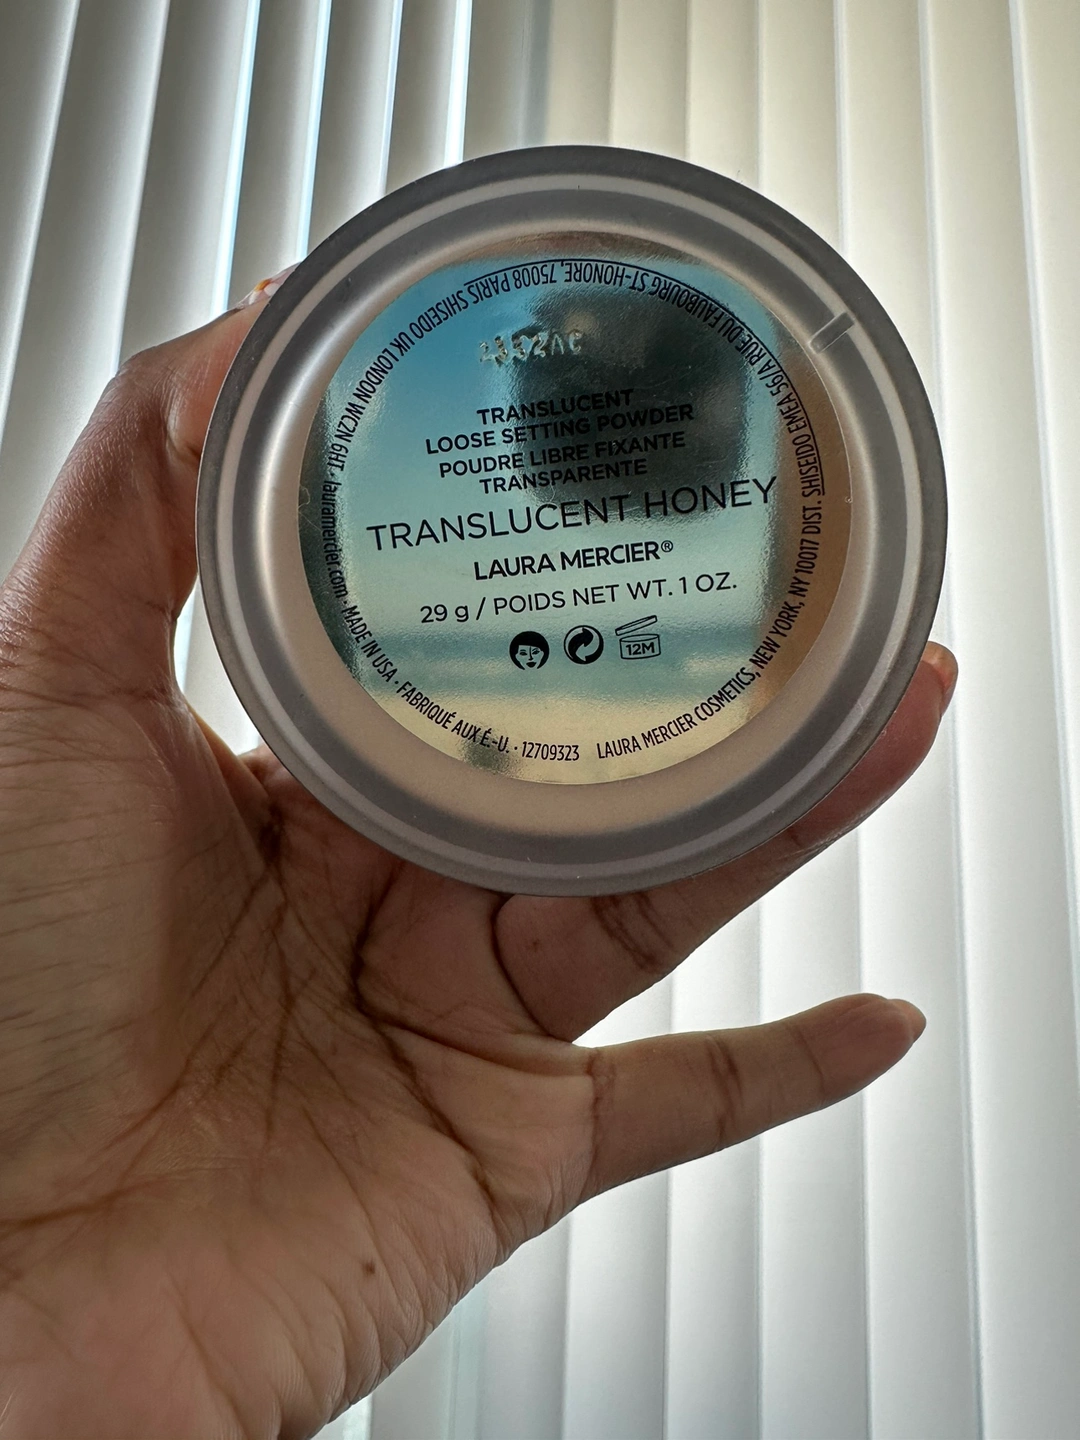 TRANSLUCENT
LOOSE SETTING POWDER
POUDRE LIBRE FIXANTE
TRANSPARENTE
TRANSLUCENT HONEY
LAURA MERCIER®
29 g / POIDS NET WT. 1 OZ.
12M
LAURA MERCIER COSMETICS, NEW YORK, NY 10017 DIST. SHISEIDO EMEA 56/A RUE DU FAUBOURG ST-HONORE, 75008 PARIS SHISEIDO UK LONDON WC2N 6HT · lauramercier.com · MADE IN USA · FABRIQUÉ AUX É.-U. · 12709323